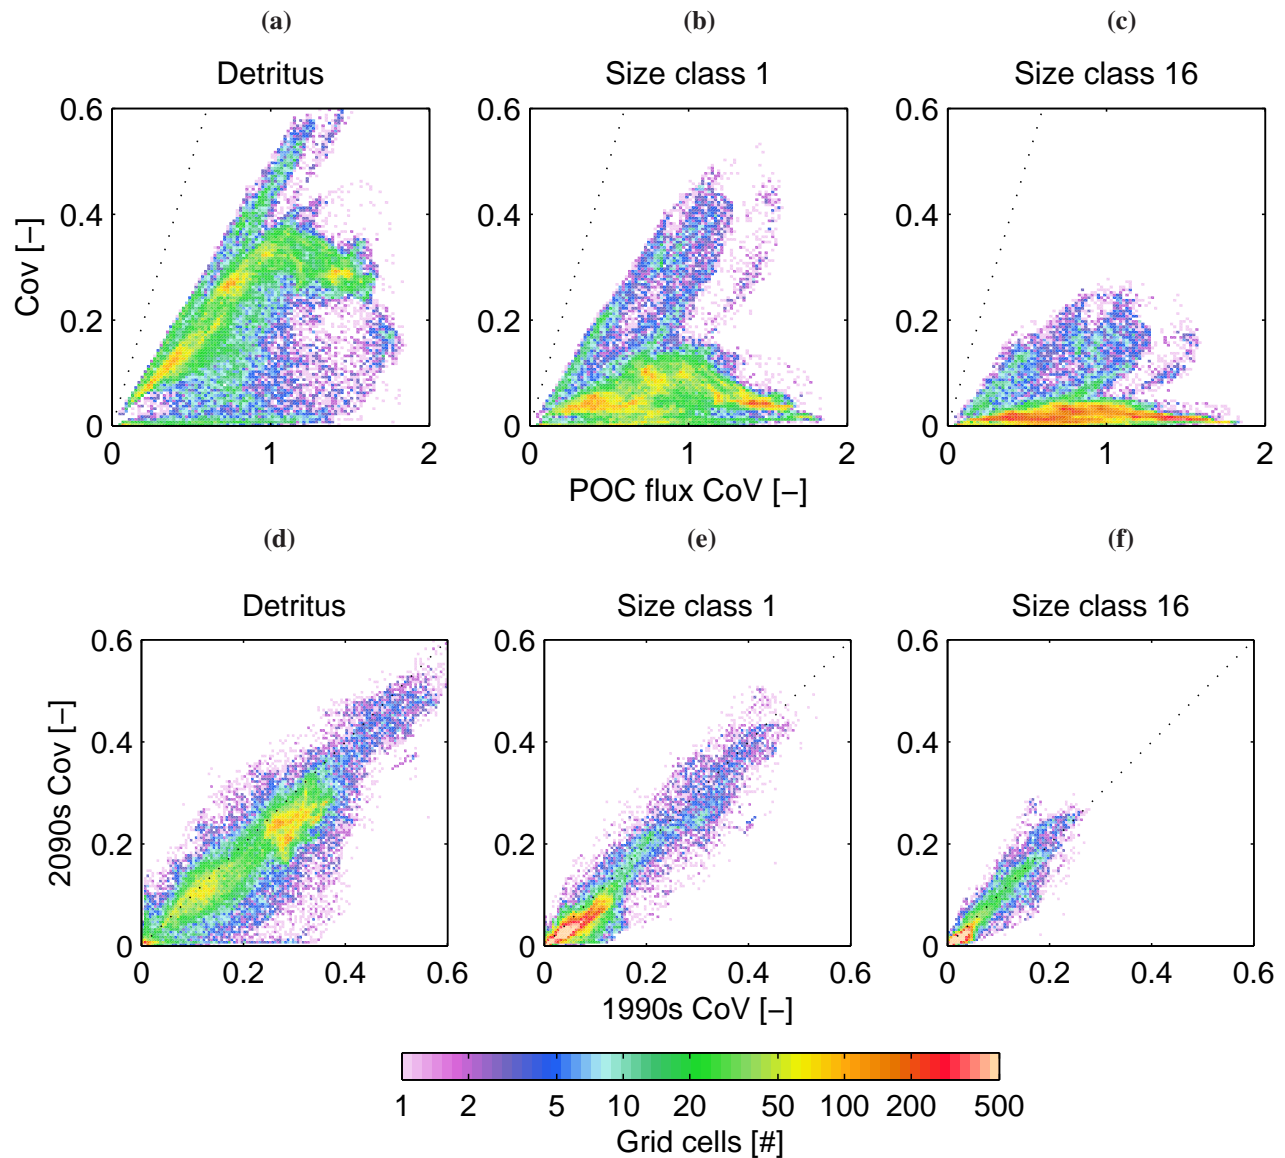 (a) (b) (c)
Detritus Size class 1 Size class 16
0.6 0.6 0.6
0.4 0.4 0.4
Cov [−]
0.2 0.2 0.2
0 0 0
0 1 2 0 1 2 0 1 2
POC flux CoV [−]
(d) (e) (f)
Detritus Size class 1 Size class 16
0.6 0.6 0.6
0.4 0.4 0.4
2090s Cov [−]
0.2 0.2 0.2
0 0 0
0 0.2 0.4 0.6 0 0.2 0.4 0.6 0 0.2 0.4 0.6
1990s CoV [−]
1 2 5 10 20 50 100 200 500
Grid cells [#]